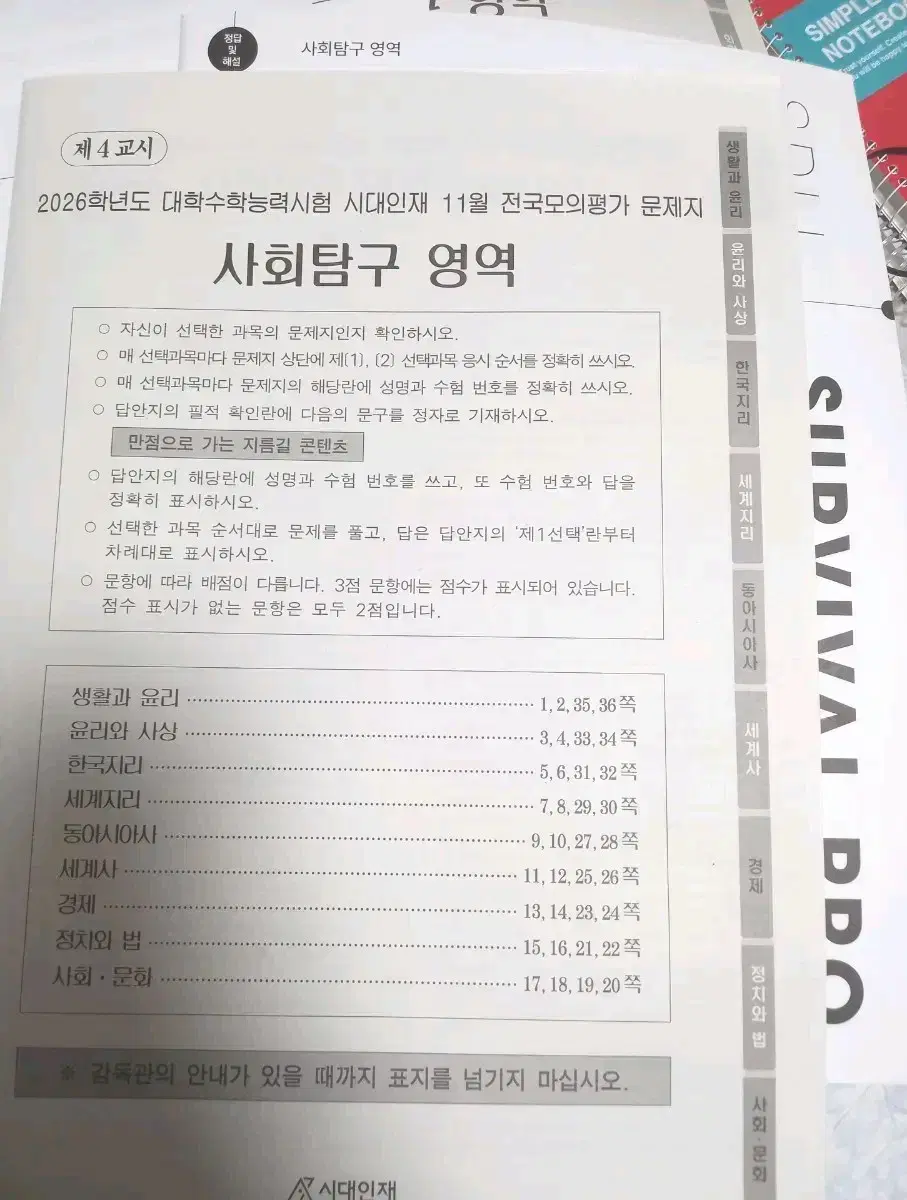 영역
정답
및
해설
사회탐구 영역
SIMPLE
NOTEBO
제 4 교시
2026학년도 대학수학능력시험 시대인재 11월 전국모의평가 문제지
사회탐구 영역
○ 자신이 선택한 과목의 문제지인지 확인하시오.
○ 매 선택과목마다 문제지 상단에 제(1), (2) 선택과목 응시 순서를 정확히 쓰시오.
○ 매 선택과목마다 문제지의 해당란에 성명과 수험 번호를 정확히 쓰시오.
○ 답안지의 필적 확인란에 다음의 문구를 정자로 기재하시오.
만점으로 가는 지름길 콘텐츠
○ 답안지의 해당란에 성명과 수험 번호를 쓰고, 또 수험 번호와 답을
정확히 표시하시오.
○ 선택한 과목 순서대로 문제를 풀고, 답은 답안지의 '제1선택'란부터
차례대로 표시하시오.
○ 문항에 따라 배점이 다릅니다. 3점 문항에는 점수가 표시되어 있습니다.
점수 표시가 없는 문항은 모두 2점입니다.
생활과 윤리 1, 2, 35, 36쪽
윤리와 사상 3, 4, 33, 34쪽
한국지리 5, 6, 31, 32쪽
세계지리 7, 8, 29, 30쪽
동아시아사 9, 10, 27, 28쪽
세계사 11, 12, 25, 26쪽
경제 13, 14, 23, 24쪽
정치와 법 15, 16, 21, 22쪽
사회 · 문화 17, 18, 19, 20쪽
※ 감독관의 안내가 있을 때까지 표지를 넘기지 마십시오.
시대인재
생활과 윤리
윤리와 사상
한국지리
세계지리
동아시아사
세계사
경제
정치와 법
사회·문화
SURVIVAL PRO